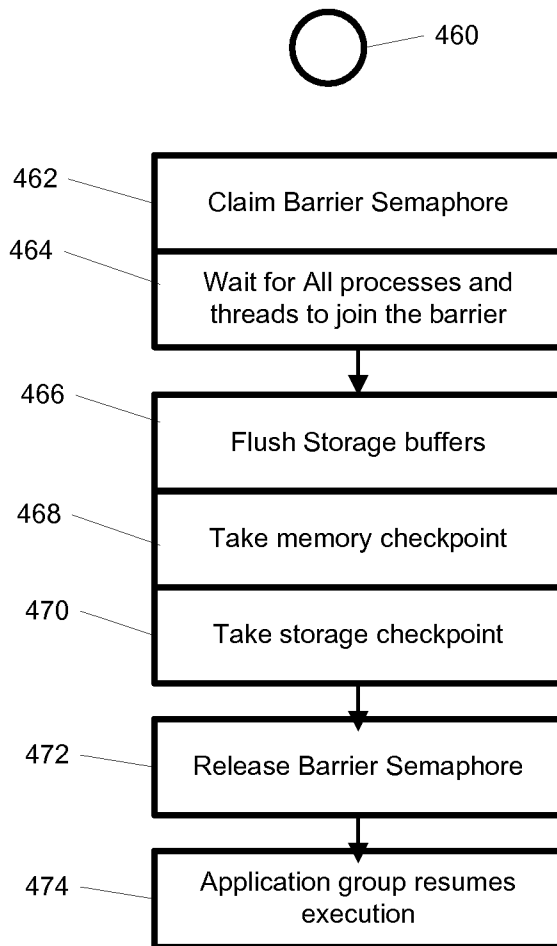 460
462
Claim Barrier Semaphore
464
Wait for All processes and
threads to join the barrier
466
Flush Storage buffers
468
Take memory checkpoint
470
Take storage checkpoint
472
Release Barrier Semaphore
474
Application group resumes
execution